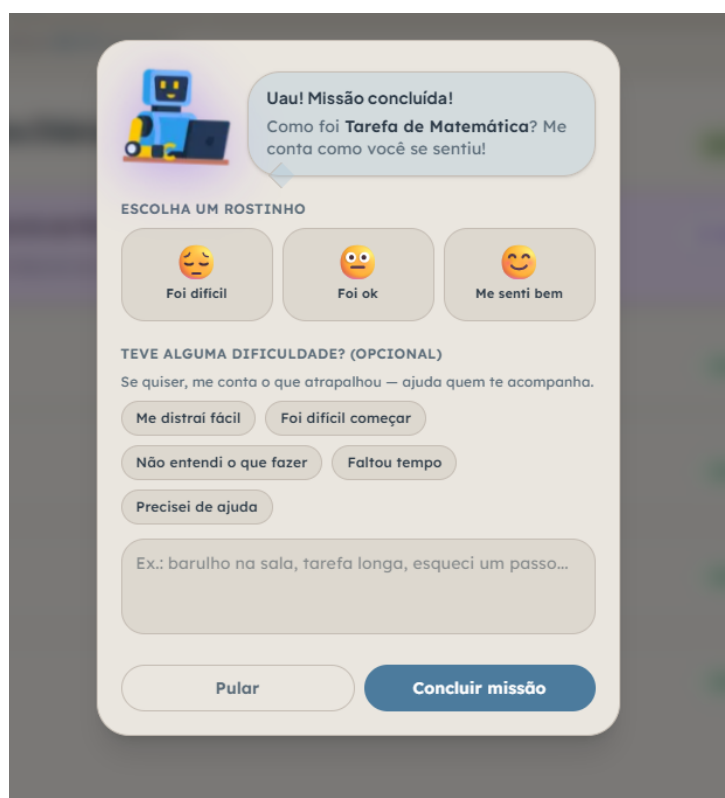 Uau! Missão concluída!
Como foi Tarefa de Matemática? Me
conta como você se sentiu!
ESCOLHA UM ROSTINHO
Foi difícil
Foi ok
Me senti bem
TEVE ALGUMA DIFICULDADE? (OPCIONAL)
Se quiser, me conta o que atrapalhou — ajuda quem te acompanha.
Me distraí fácil
Foi difícil começar
Não entendi o que fazer
Faltou tempo
Precisei de ajuda
Ex.: barulho na sala, tarefa longa, esqueci um passo...
Pular
Concluir missão